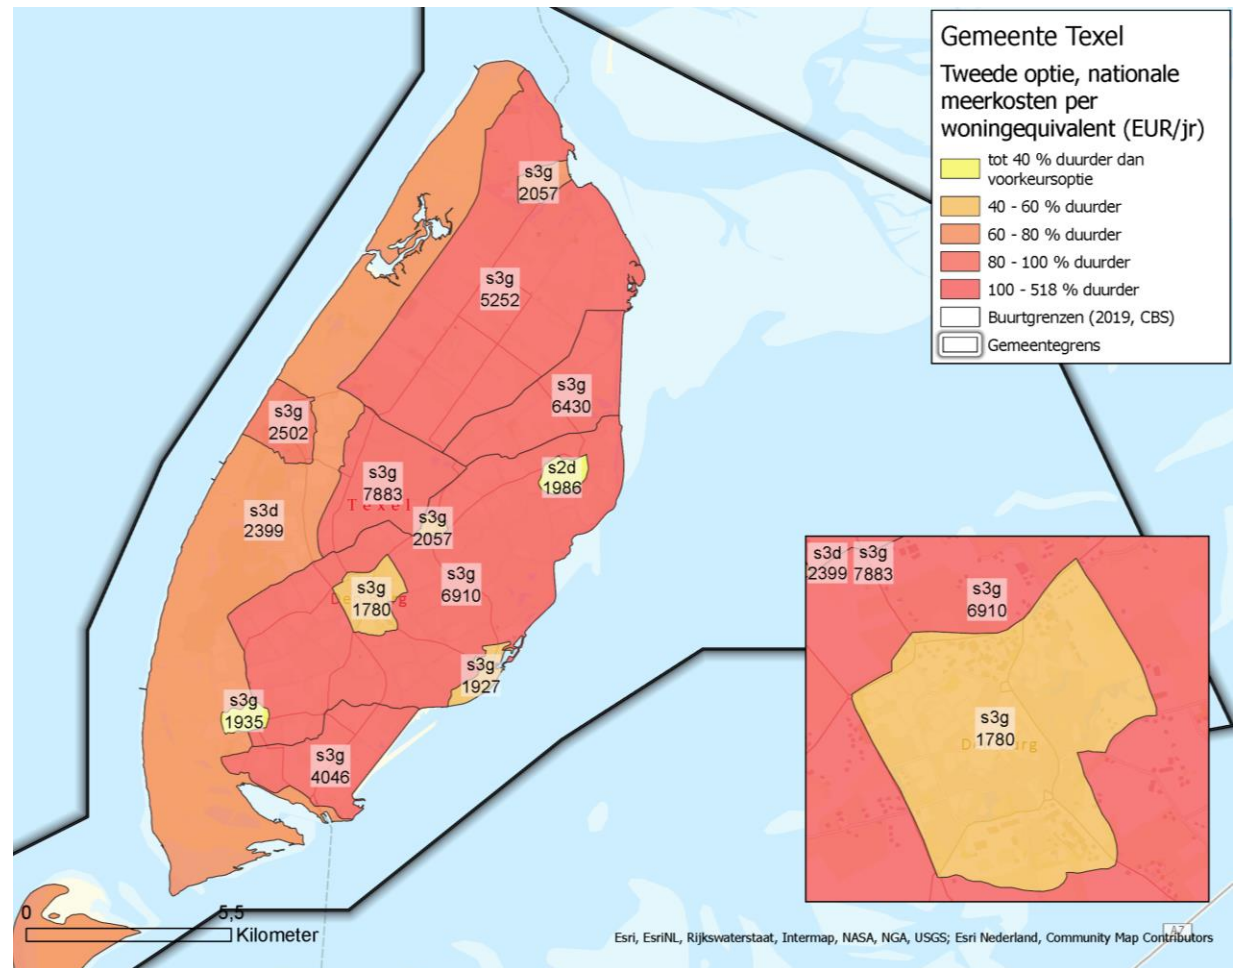 Gemeente Texel
Tweede optie, nationale
meerkosten per
woningequivalent (EUR/jr)
tot 40 % duurder dan
voorkeursoptie
40 - 60 % duurder
60 - 80 % duurder
80 - 100 % duurder
100 - 518 % duurder
Buurtgrenzen (2019, CBS)
Gemeentegrens
s3g
2057
s3g
5252
s3g
6430
s3g
2502
s3g
7883
Texel
s2d
1986
s3d
2399
s3g
2057
s3g
6910
s3g
1780
s3g
1927
s3g
1935
s3g
4046
s3d
2399
s3g
7883
s3g
6910
s3g
1780
0 5,5
Kilometer
A7
Esri, EsriNL, Rijkswaterstaat, Intermap, NASA, NGA, USGS; Esri Nederland, Community Map Contributors